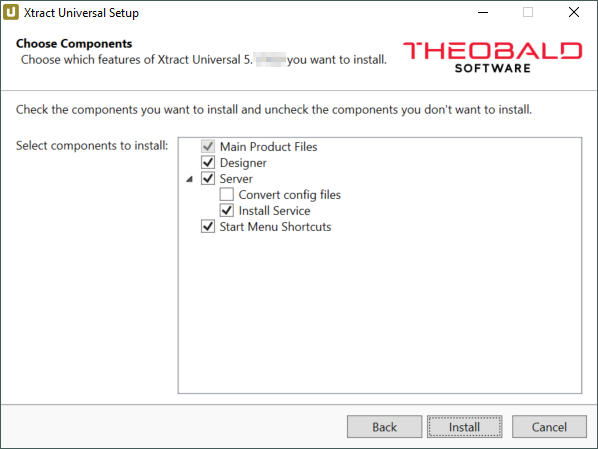 Xtract Universal Setup
Choose Components
Choose which features of Xtract Universal 5. you want to install.
THEOBALD
SOFTWARE
Check the components you want to install and uncheck the components you don't want to install.
Select components to install:
Main Product Files
Designer
Server
Convert config files
Install Service
Start Menu Shortcuts
Back
Install
Cancel